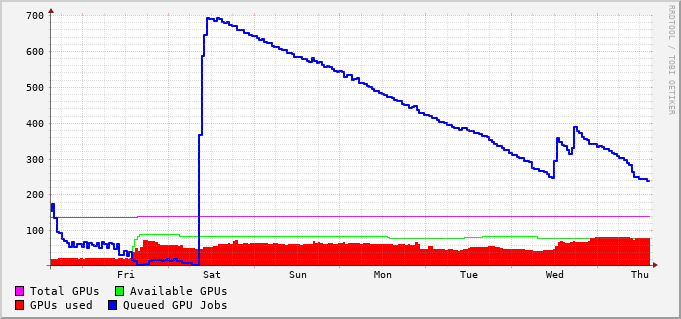 700
600
500
400
300
200
100
Fri Sat Sun Mon Tue Wed Thu
Total GPUs Available GPUs
GPUs used Queued GPU Jobs
RRDTOOL / TOBI OETIKER